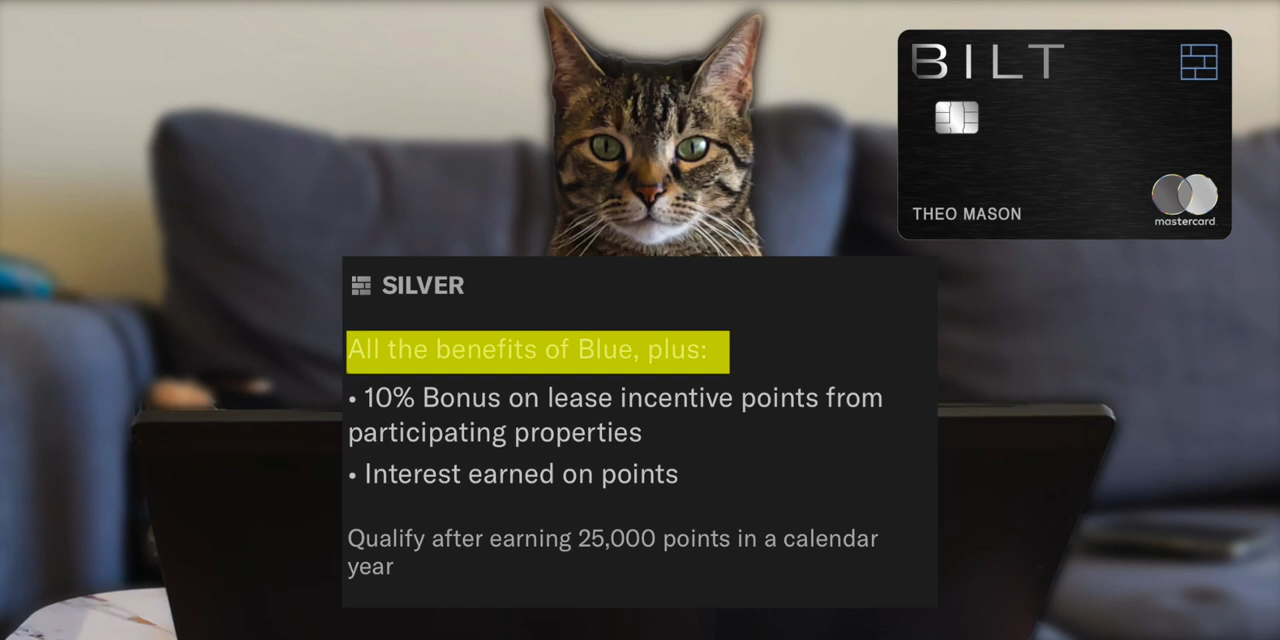 BILT
THEO MASON
mastercard
SILVER
All the benefits of Blue, plus:
• 10% Bonus on lease incentive points from
participating properties
• Interest earned on points
Qualify after earning 25,000 points in a calendar
year